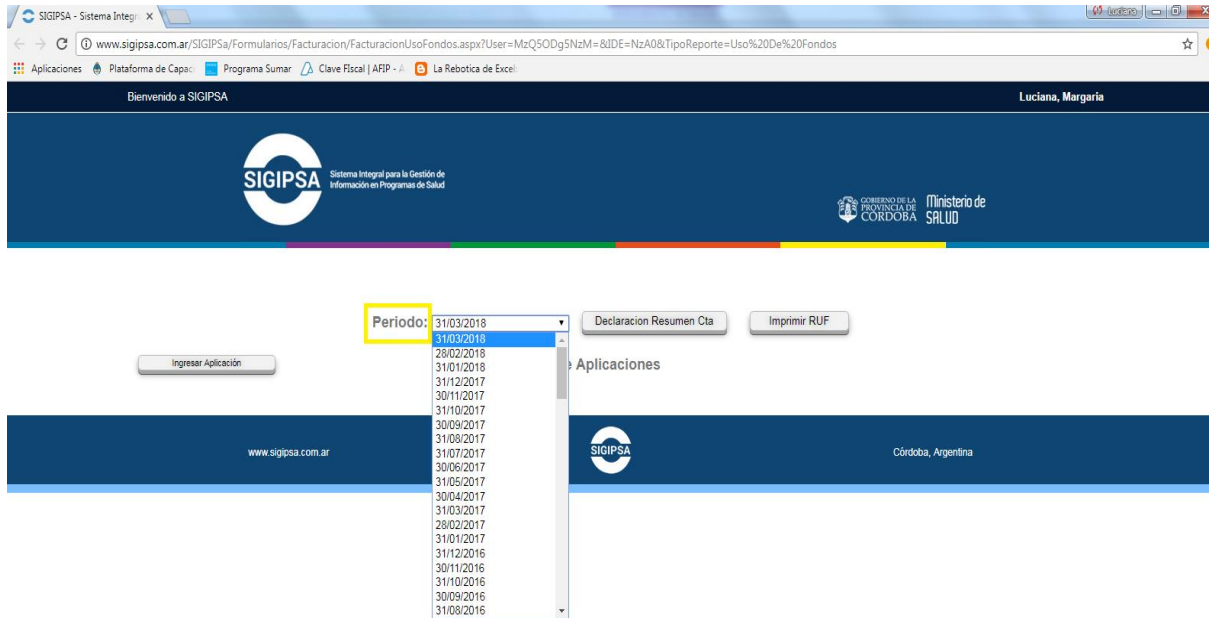 SIGIPSA - Sistema Integr
Luciana
www.sigipsa.com.ar/SIGIPSa/Formularios/Facturacion/FacturacionUsoFondos.aspx?User=MzQ5ODg5NzM=&IDE=NzA0&TipoReporte=Uso%20De%20Fondos
Aplicaciones Plataforma de Capac Programa Sumar Clave FIscal | AFIP - A La Rebotica de Excel
Bienvenido a SIGIPSA Luciana, Margaria
SIGIPSA
Sistema Integral para la Gestión de
Información en Programas de Salud
GOBIERNO DE LA
PROVINCIA DE
CÓRDOBA
Ministerio de
SALUD
Periodo: 31/03/2018 Declaracion Resumen Cta Imprimir RUF
31/03/2018
28/02/2018
Ingresar Aplicación 31/01/2018 e Aplicaciones
31/12/2017
30/11/2017
31/10/2017
30/09/2017
31/08/2017
www.sigipsa.com.ar 31/07/2017 SIGIPSA Córdoba, Argentina
30/06/2017
31/05/2017
30/04/2017
31/03/2017
28/02/2017
31/01/2017
31/12/2016
30/11/2016
31/10/2016
30/09/2016
31/08/2016